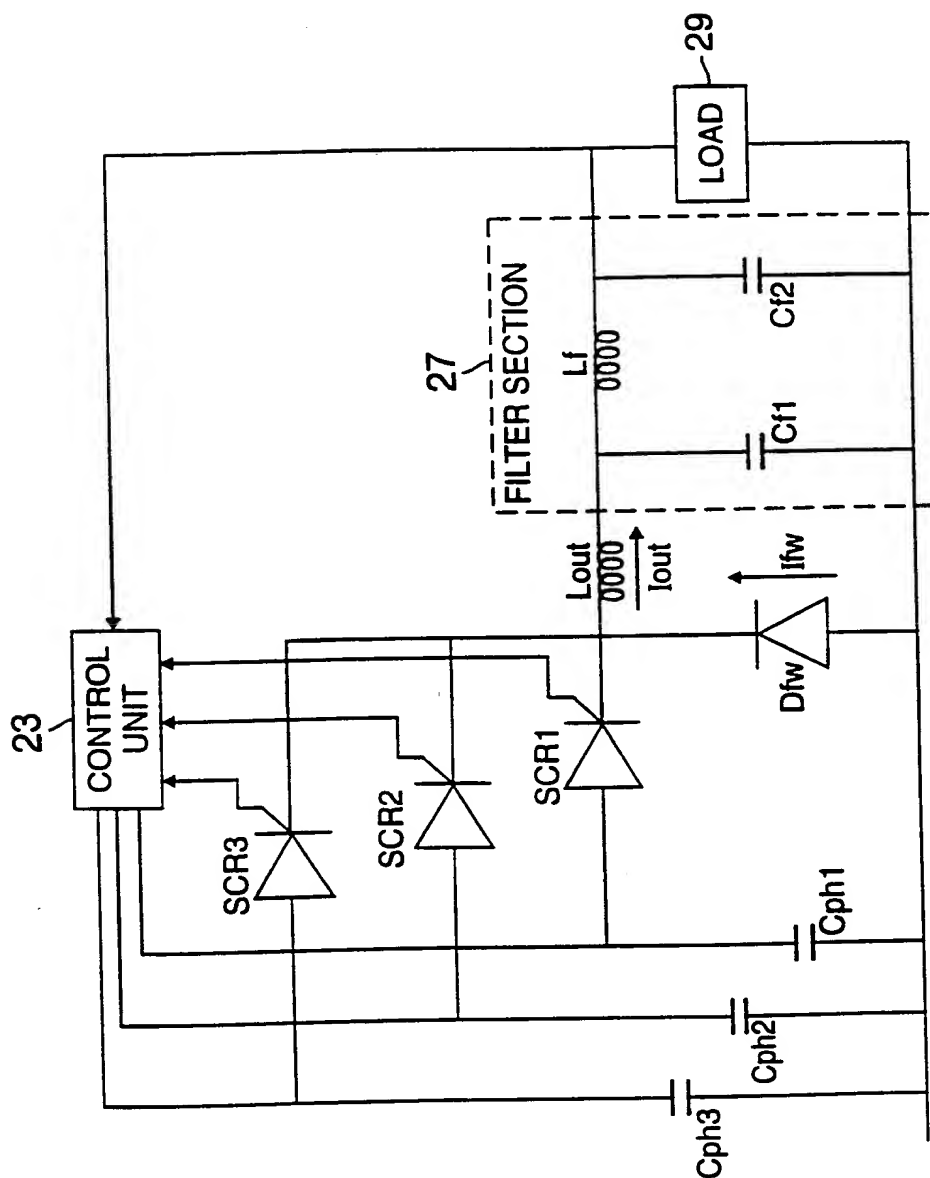 23
CONTROL
UNIT
SCR3
SCR2
SCR1
Cph3
Cph2
Cph1
Dfw
Ifw
Lout
Iout
27
FILTER SECTION
Lf
Cf1
Cf2
LOAD
29